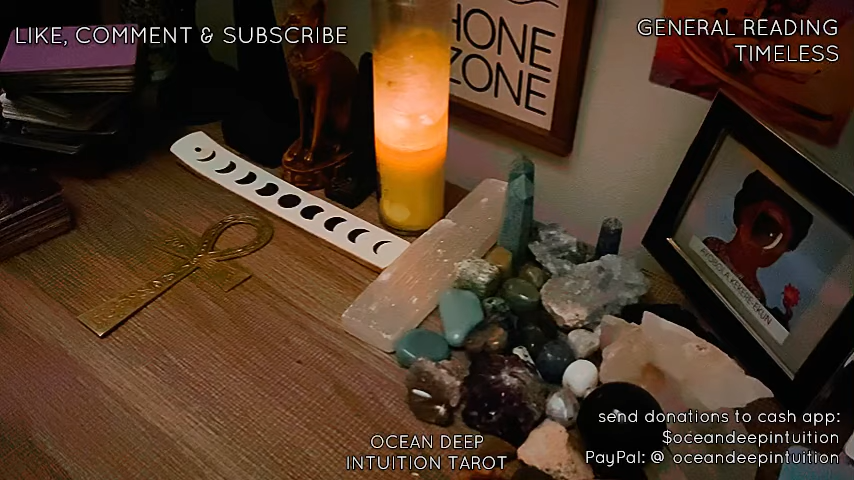 LIKE, COMMENT & SUBSCRIBE
GENERAL READING
TIMELESS
HONE
ZONE
OCEAN DEEP
INTUITION TAROT
send donations to cash app:
$oceandeepintuition
PayPal: @ oceandeepintuition